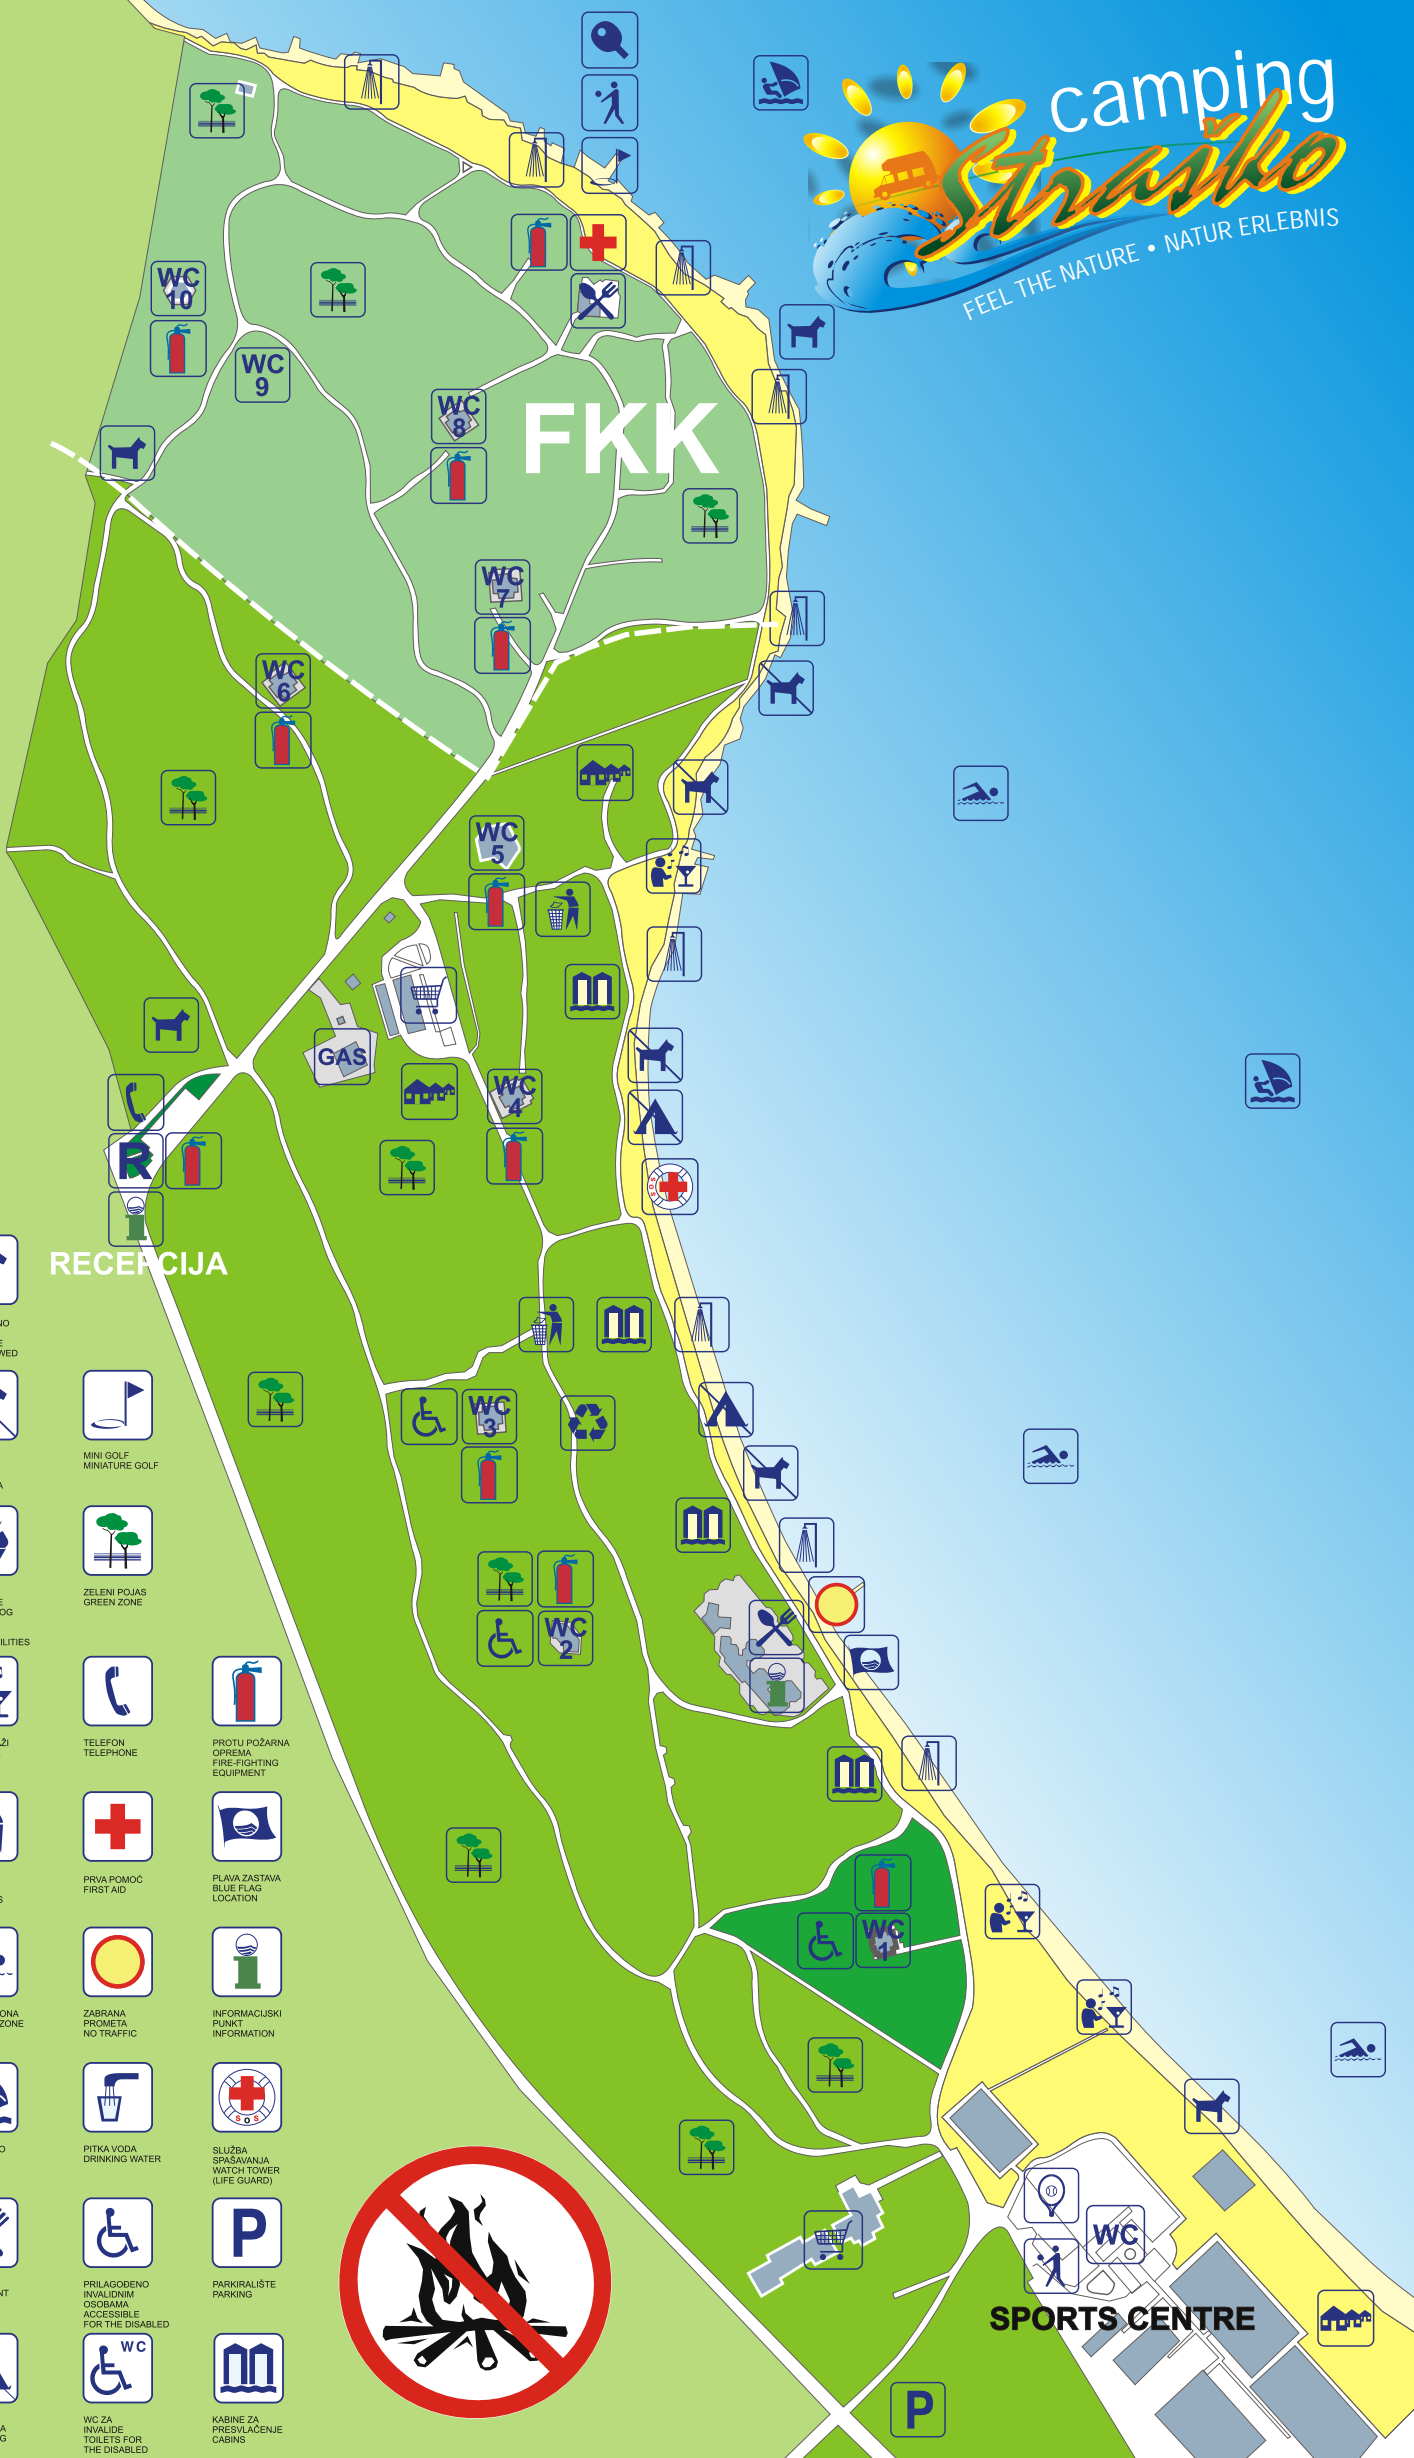 camping
Straško
FEEL THE NATURE • NATUR ERLEBNIS
WC
10
WC
9
WC
8
FKK
WC
7
WC
6
WC
5
GAS
WC
4
R
SOS
RECEPCIJA
WC
3
WC
2
WC
1
WC
SPORTS CENTRE
P
MINI GOLF
MINIATURE GOLF
ZELENI POJAS
GREEN ZONE
TELEFON
TELEPHONE
PROTU POŽARNA
OPREMA
FIRE-FIGHTING
EQUIPMENT
PRVA POMOĆ
FIRST AID
PLAVA ZASTAVA
BLUE FLAG
LOCATION
ZABRANA
PROMETA
NO TRAFFIC
INFORMACIJSKI
PUNKT
INFORMATION
PITKA VODA
DRINKING WATER
SOS
SLUŽBA
SPAŠAVANJA
WATCH TOWER
(LIFE GUARD)
PRILAGOĐENO
INVALIDNIM
OSOBAMA
ACCESSIBLE
FOR THE DISABLED
P
PARKIRALIŠTE
PARKING
WC
WC ZA
INVALIDE
TOILETS FOR
THE DISABLED
KABINE ZA
PRESVLAČENJE
CABINS